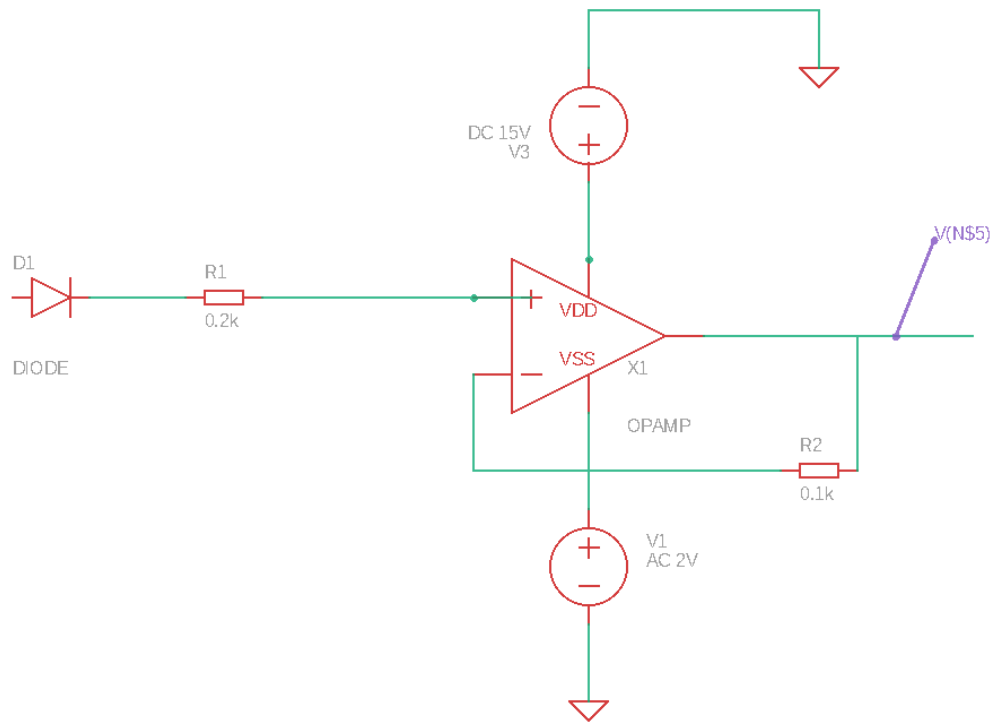 DC 15V
V3
V(N$5)
D1
R1
0.2k
VDD
VSS
X1
DIODE
OPAMP
R2
0.1k
V1
AC 2V